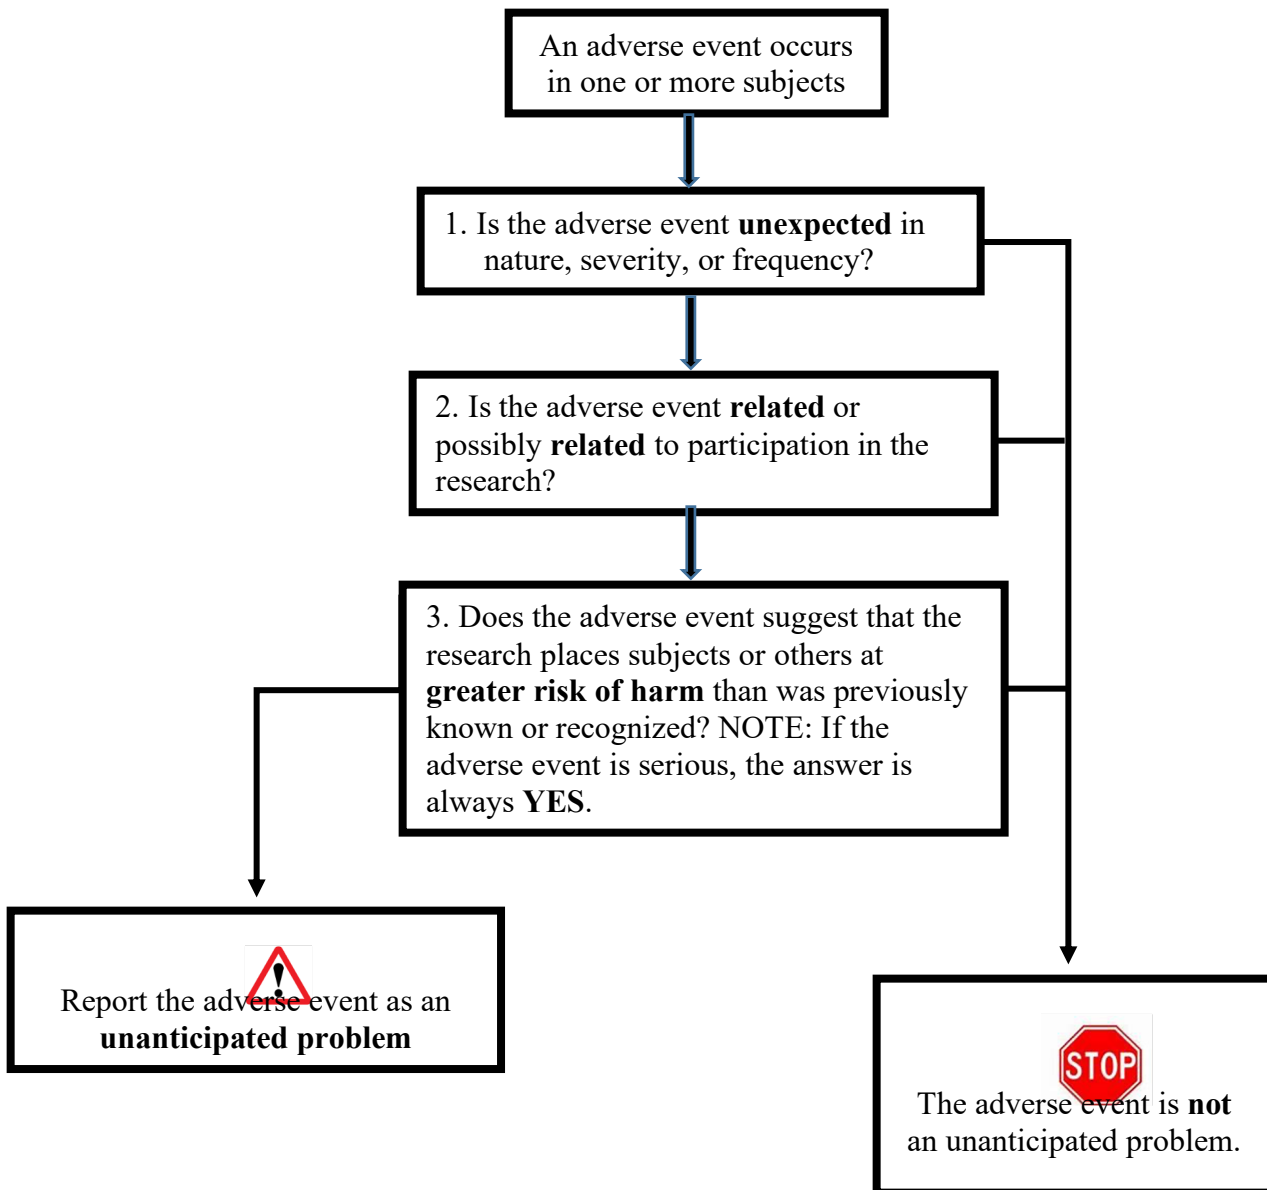 An adverse event occurs
in one or more subjects
1. Is the adverse event unexpected in
nature, severity, or frequency?
2. Is the adverse event related or
possibly related to participation in the
research?
3. Does the adverse event suggest that the
research places subjects or others at
greater risk of harm than was previously
known or recognized? NOTE: If the
adverse event is serious, the answer is
always YES.
Report the adverse event as an
unanticipated problem
STOP
The adverse event is not
an unanticipated problem.